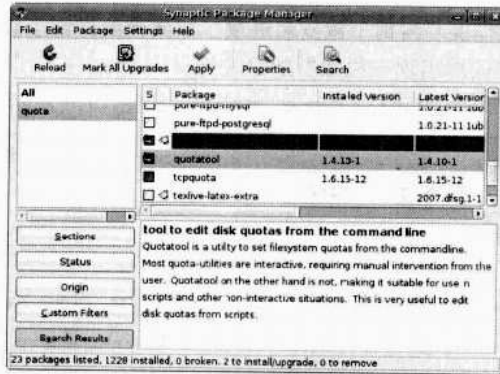 Synaptic Package Manager
File Edit Package Settings Help
Reload Mark All Upgrades Apply Properties Search
All
quota
S Package Installed Version Latest Version
pure-ftpd-mysql
pure-ftpd-postgresql 1.0.21-11 1ub
quotatool 1.4.10-1 1.4.10-1
tcpquota 1.6.15-12 1.6.15-12
texlive-latex-extra 2007.dfsg.1-1
Sections
Status
Origin
Custom Filters
Search Results
tool to edit disk quotas from the command line
Quotatool is a utilty to set filesystem quotas from the commandline.
Most quota-utilities are interactive, requiring manual intervention from the
user. Quotatool on the other hand is not, making it suitable for use n
scripts and other non-interactive situations. This is very useful to edit
disk quotas from scripts.
23 packages listed, 1228 installed, 0 broken. 2 to install/upgrade, 0 to remove